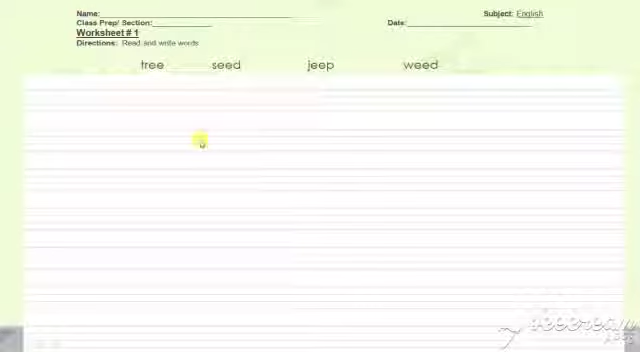 Name:
Subject: English
Class Prep/ Section:
Date:
Worksheet # 1
Directions: Read and write words
tree seed jeep weed